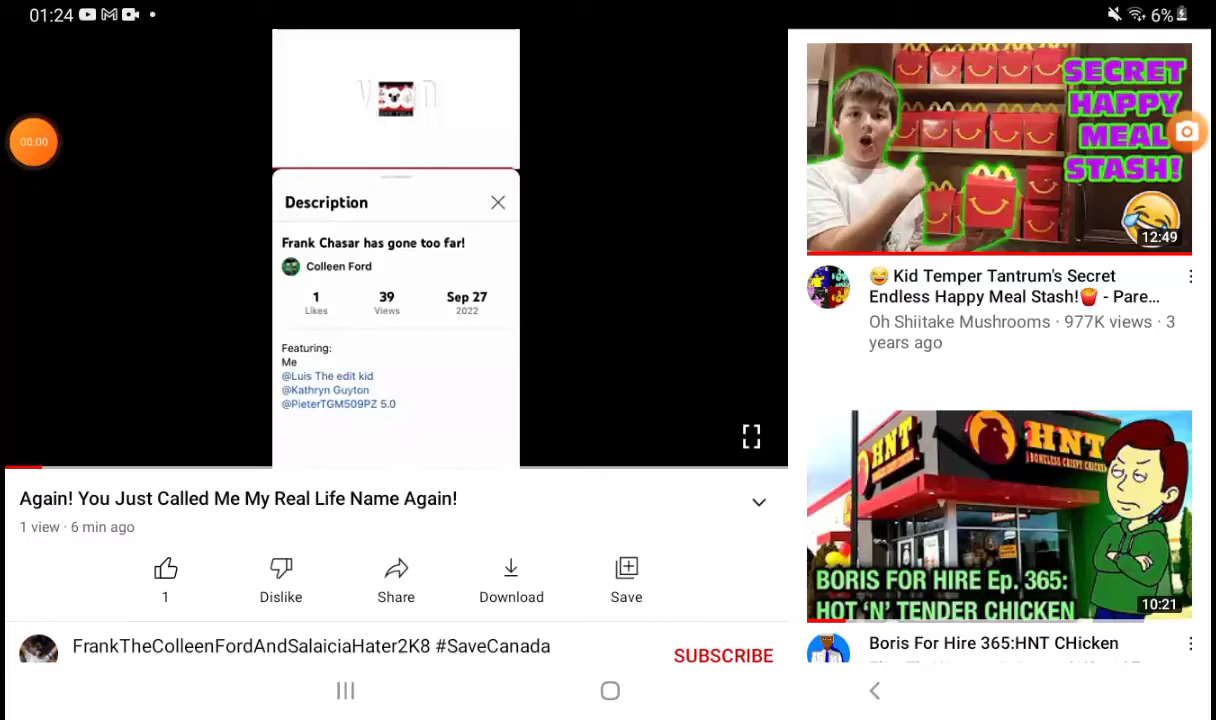 01:24
6%
00:00
Description
Frank Chasar has gone too far!
Colleen Ford
1
39
Sep 27
Likes
Views
2022
Featuring:
Me
@Luis The edit kid
@Kathryn Guyton
@PieterTGM509PZ 5.0
Again! You Just Called Me My Real Life Name Again!
1 view · 6 min ago
1
Dislike
Share
Download
Save
FrankTheColleenFordAndSalaiciaHater2K8 #SaveCanada
SUBSCRIBE
SECRET
HAPPY
MEAL
STASH!
12:49
😂 Kid Temper Tantrum's Secret
Endless Happy Meal Stash!🍟 - Pare...
Oh Shiitake Mushrooms · 977K views · 3
years ago
HNT
HNT
BONELESS CRISPY CHICKEN
BORIS FOR HIRE Ep. 365:
HOT 'N' TENDER CHICKEN
10:21
Boris For Hire 365:HNT CHicken